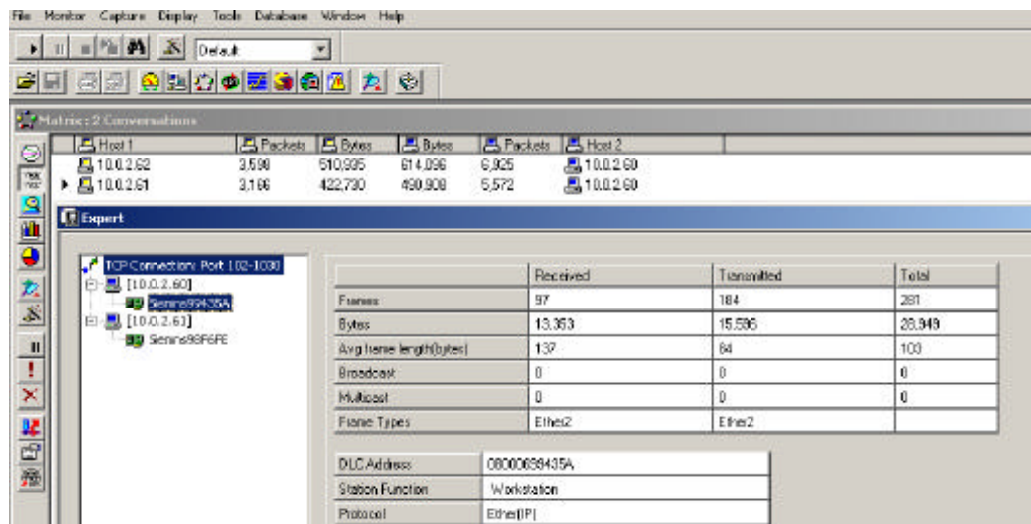 File Monitor Capture Display Tools Database Window Help
Default
Matrix: 2 Conversations
Host 1 Packets Bytes Bytes Packets Host 2
10.0.2.62 3,598 510,935 614,096 6,925 10.0.2.60
10.0.2.61 3,166 422,730 490,908 5,572 10.0.2.60
Expert
TCP Connection: Port 102-1030
[10.0.2.60]
[10.0.2.61]
Received Transmitted Total
Frames 97 184 281
Bytes 13,353 15,596 28,949
Avg frame length(bytes) 137 84 103
Broadcast 0 0 0
Multicast 0 0 0
Frame Types Ether2 Ether2
DLC Address 08000699435A
Station Function Workstation
Protocol Ether(IP)